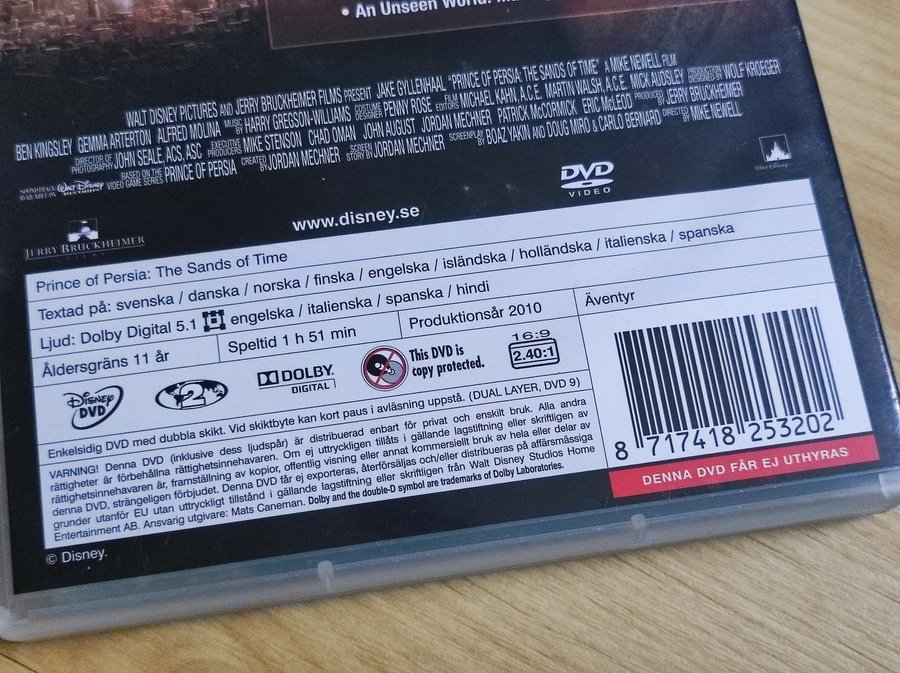 • An Unseen World:
WALT DISNEY PICTURES AND JERRY BRUCKHEIMER FILMS PRESENT JAKE GYLLENHAAL "PRINCE OF PERSIA: THE SANDS OF TIME" A MIKE NEWELL FILM
BEN KINGSLEY GEMMA ARTERTON ALFRED MOLINA MUSIC BY HARRY GREGSON-WILLIAMS COSTUME DESIGNER PENNY ROSE EDITORS MICHAEL KAHN, A.C.E. MARTIN WALSH, A.C.E. MICK AUDSLEY PRODUCTION DESIGNED BY WOLF KROEGER
DIRECTOR OF PHOTOGRAPHY JOHN SEALE, ACS, ASC EXECUTIVE PRODUCERS MIKE STENSON CHAD OMAN JOHN AUGUST JORDAN MECHNER PATRICK McCORMICK ERIC McLEOD PRODUCED BY JERRY BRUCKHEIMER
SOUNDTRACK AVAILABLE ON WALT DISNEY RECORDS BASED ON THE VIDEO GAME SERIES PRINCE OF PERSIA CREATED BY JORDAN MECHNER SCREEN STORY BY JORDAN MECHNER SCREENPLAY BY BOAZ YAKIN AND DOUG MIRO & CARLO BERNARD DIRECTED BY MIKE NEWELL
DVD
VIDEO
JERRY BRUCKHEIMER
FILMS
www.disney.se
Prince of Persia: The Sands of Time
Textad på: svenska / danska / norska / finska / engelska / isländska / holländska / italienska / spanska
Ljud: Dolby Digital 5.1 engelska / italienska / spanska / hindi
Åldersgräns 11 år
Speltid 1 h 51 min
Produktionsår 2010
Äventyr
Disney DVD
2
DOLBY DIGITAL
This DVD is copy protected.
16:9
2.40:1
Enkelsidig DVD med dubbla skikt. Vid skiktbyte kan kort paus i avläsning uppstå. (DUAL LAYER, DVD 9)
VARNING! Denna DVD (inklusive dess ljudspår) är distribuerad enbart för privat och enskilt bruk. Alla andra
rättigheter är förbehållna rättighetsinnehavaren. Om ej uttryckligen tillåts i gällande lagstiftning eller skriftligen av
rättighetsinnehavaren är, framställning av kopior, offentlig visning eller annat kommersiellt bruk av hela eller delar av
denna DVD, strängeligen förbjudet. Denna DVD får ej exporteras, återförsäljas och/eller distribueras på affärsmässiga
grunder utanför EU utan uttryckligt tillstånd i gällande lagstiftning eller skriftligen från Walt Disney Studios Home
Entertainment AB. Ansvarig utgivare: Mats Caneman. Dolby and the double-D symbol are trademarks of Dolby Laboratories.
8 717418 253202
DENNA DVD FÅR EJ UTHYRAS
© Disney.